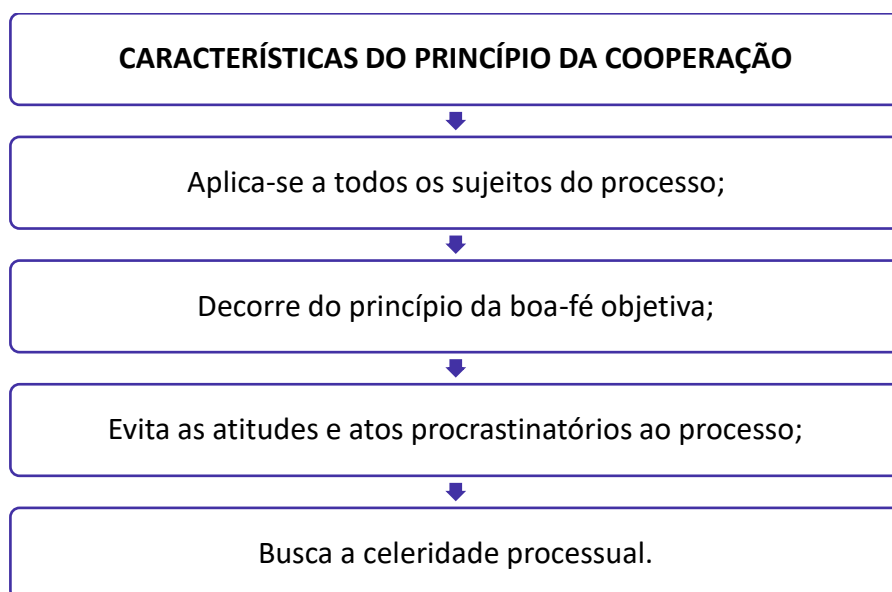 CARACTERÍSTICAS DO PRINCÍPIO DA COOPERAÇÃO
Aplica-se a todos os sujeitos do processo;
Decorre do princípio da boa-fé objetiva;
Evita as atitudes e atos procrastinatórios ao processo;
Busca a celeridade processual.